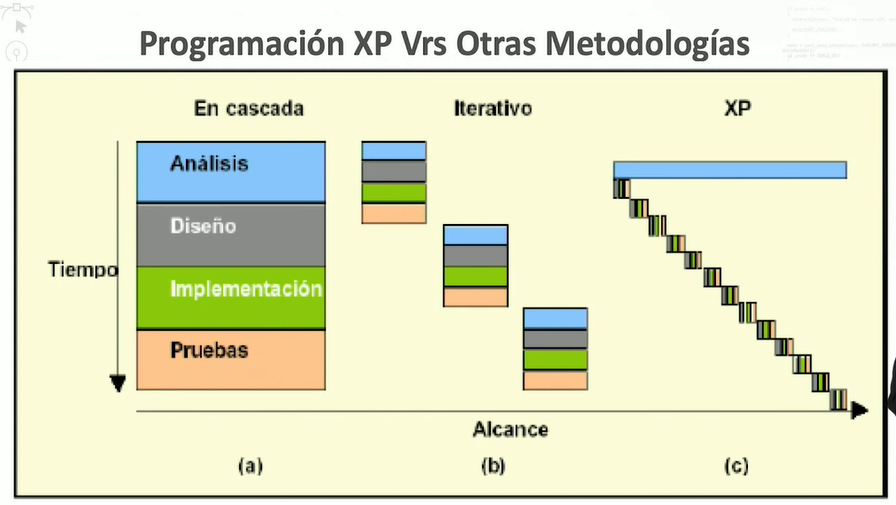 Programación XP Vrs Otras Metodologías
En cascada
Iterativo
XP
Análisis
Diseño
Tiempo
Implementación
Pruebas
Alcance
(a)
(b)
(c)